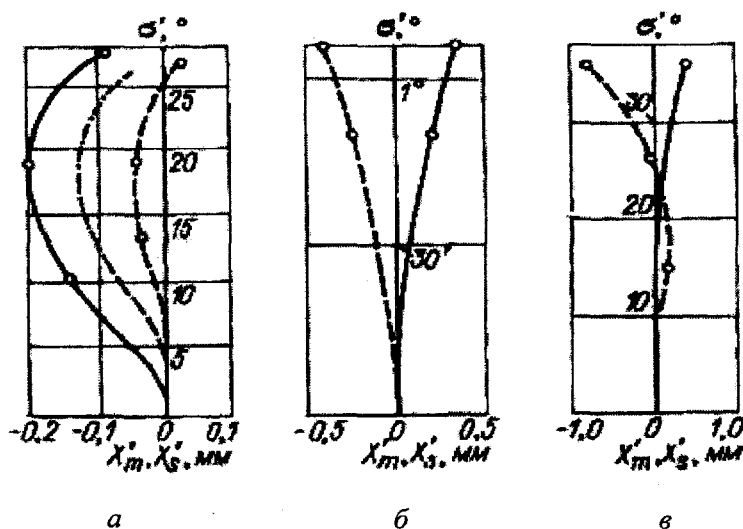 σ′,°
25
20
15
10
5
-0,2 -0,1 0 0,1
X′m, X′s, мм
а
σ′,°
1°
30′
-0,5 0 0,5
X′m, X′s, мм
б
σ′,°
30
20
10
-1,0 0 1,0
X′m, X′s, мм
в